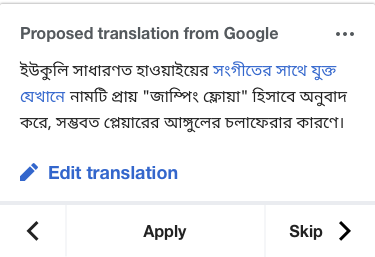 Proposed translation from Google
ইউকুলি সাধারণত হাওয়াইয়ের সংগীতের সাথে যুক্ত
যেখানে নামটি প্রায় "জাম্পিং ফ্লোয়া" হিসাবে অনুবাদ
করে, সম্ভবত প্লেয়ারের আঙ্গুলের চলাফেরার কারণে।
Edit translation
Apply
Skip